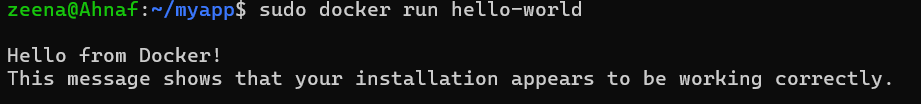 zeena@Ahnaf:~/myapp$ sudo docker run hello-world
Hello from Docker!
This message shows that your installation appears to be working correctly.